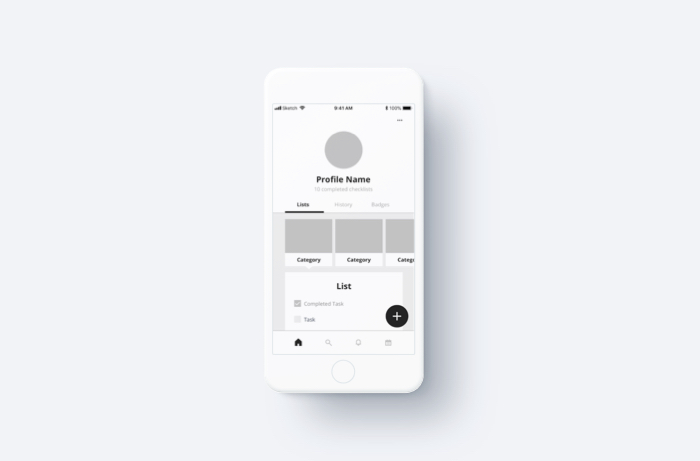 Sketch 9:41 AM 100%
Profile Name
10 completed checklists
Lists History Badges
Category Category Catego
List
Completed Task
Task